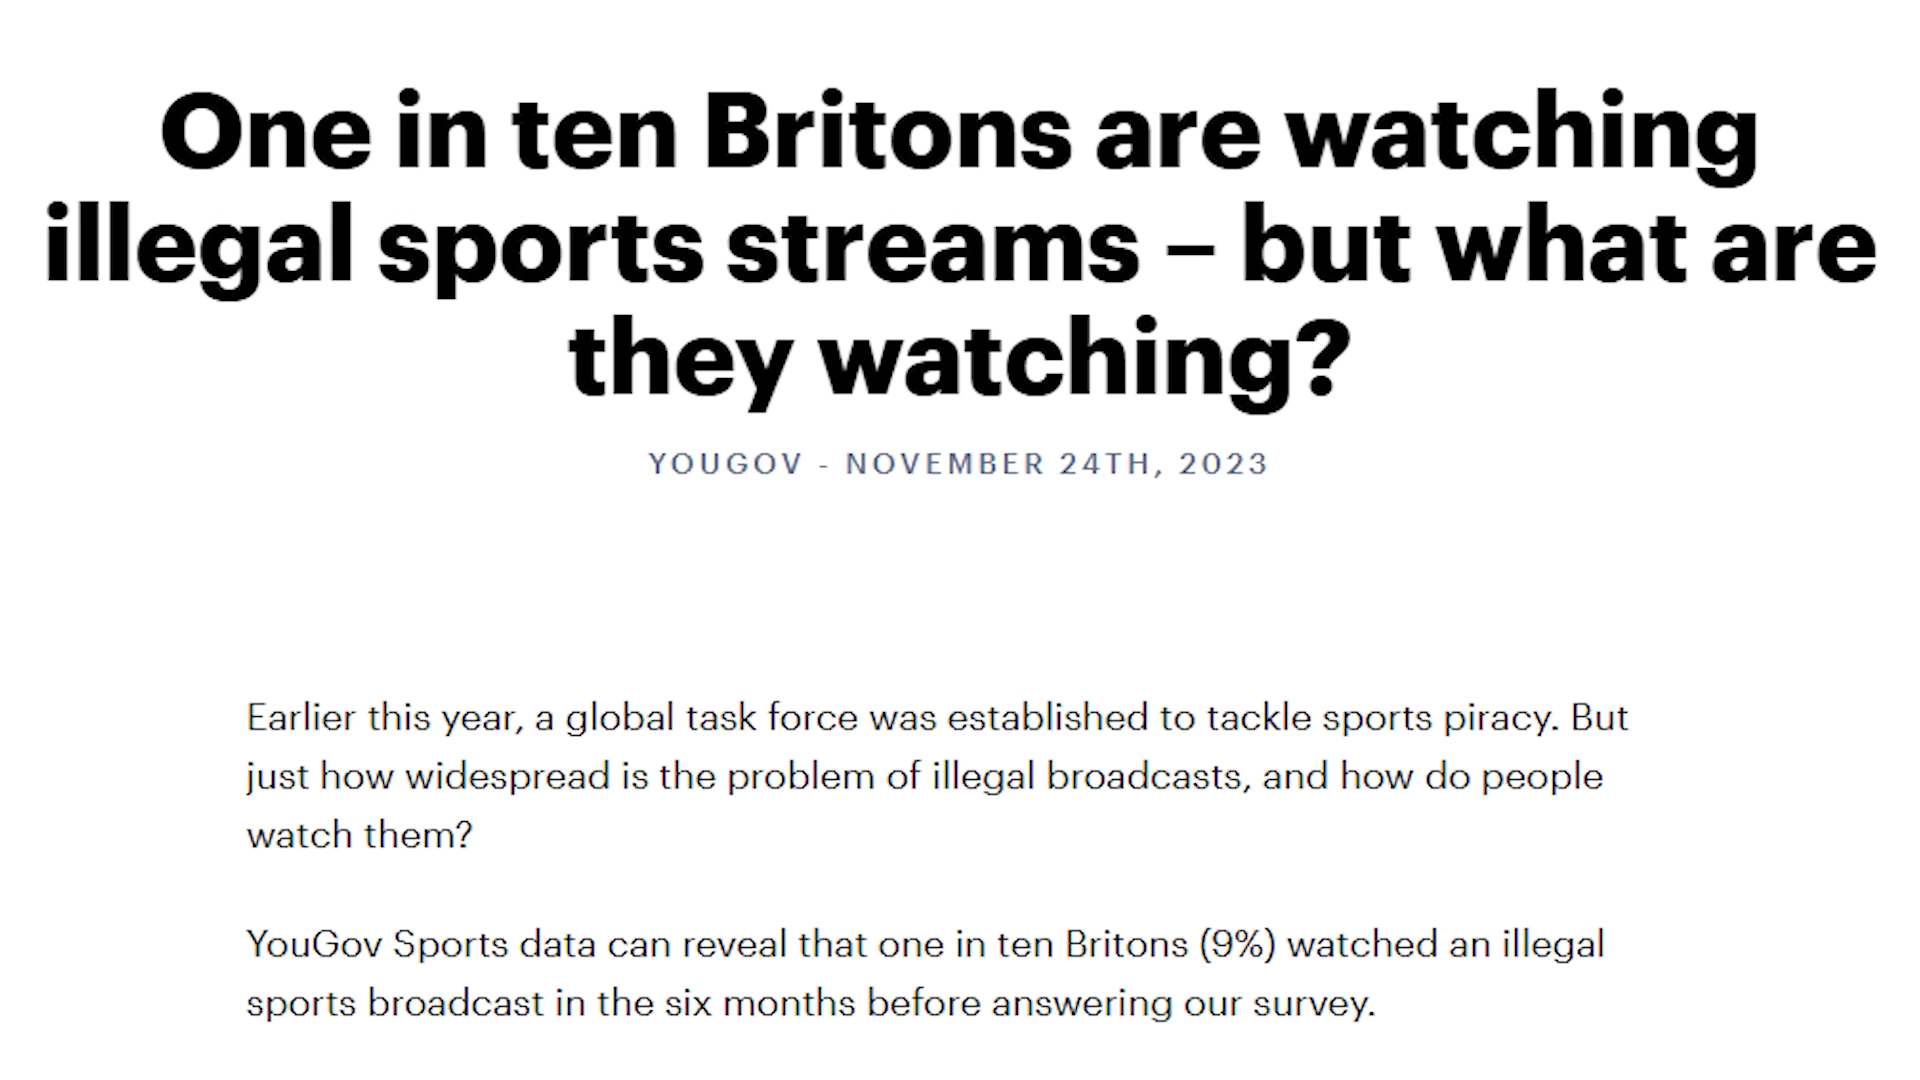 One in ten Britons are watching
illegal sports streams – but what are
they watching?
YOUGOV - NOVEMBER 24TH, 2023
Earlier this year, a global task force was established to tackle sports piracy. But
just how widespread is the problem of illegal broadcasts, and how do people
watch them?
YouGov Sports data can reveal that one in ten Britons (9%) watched an illegal
sports broadcast in the six months before answering our survey.